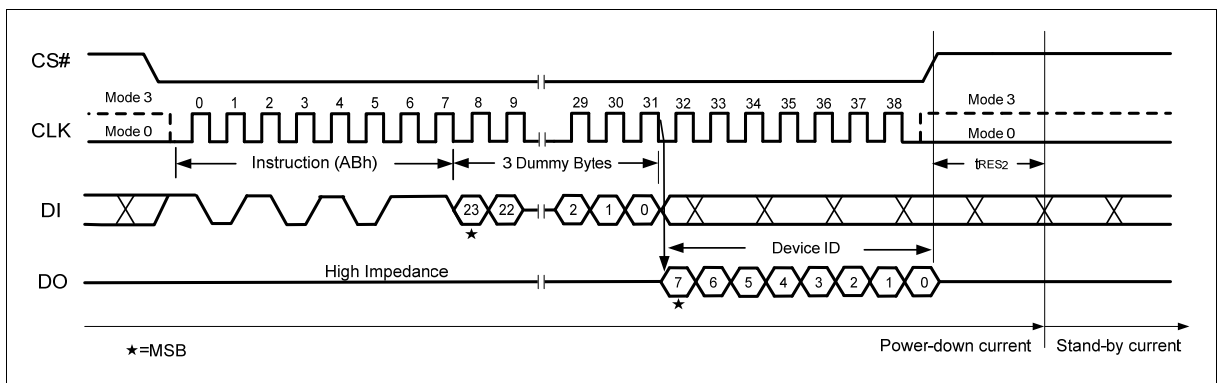 CS#
Mode 3 0 1 2 3 4 5 6 7 8 9 29 30 31 32 33 34 35 36 37 38 Mode 3
CLK
Mode 0 Mode 0
Instruction (ABh) 3 Dummy Bytes tRES2
DI 23 22 2 1 0
★ Device ID
High Impedance
DO 7 6 5 4 3 2 1 0
★
★=MSB Power-down current Stand-by current